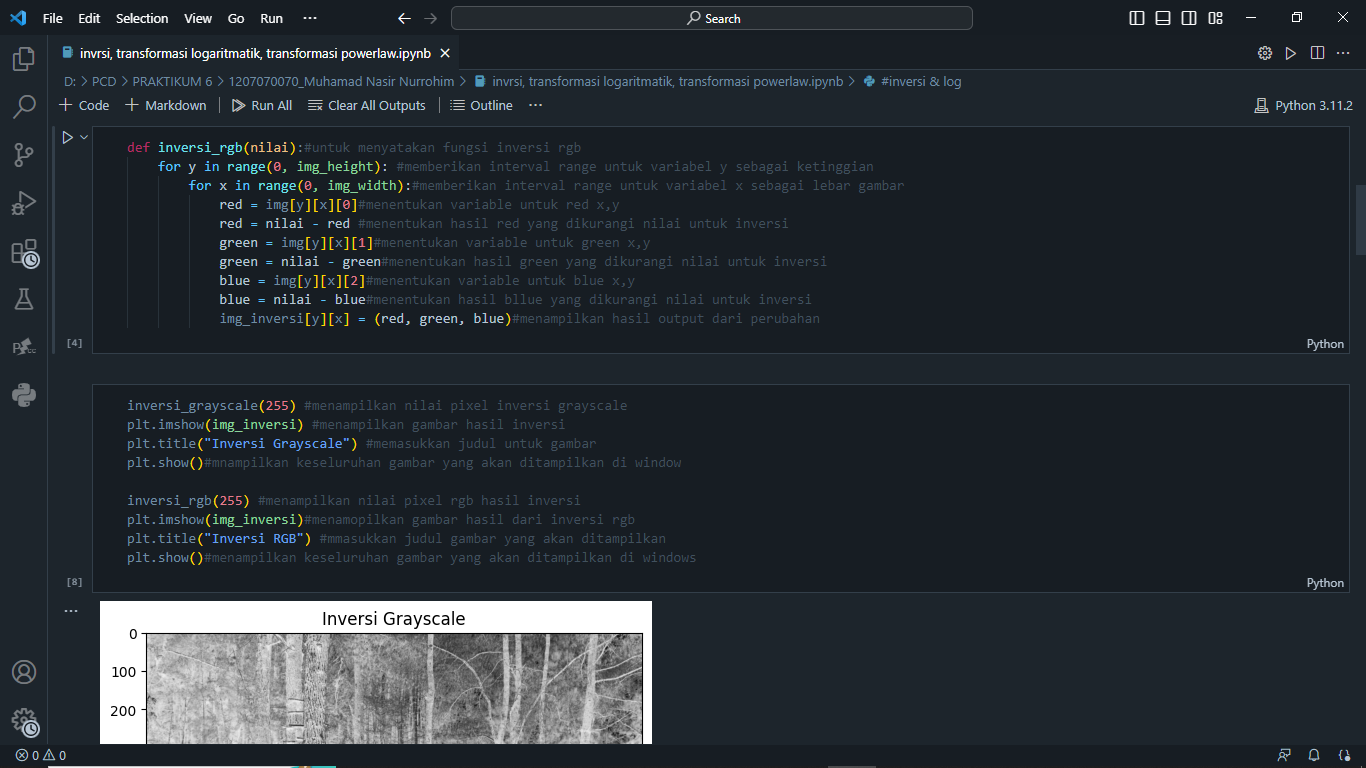 File Edit Selection View Go Run ··· Search
invrsi, transformasi logaritmatik, transformasi powerlaw.ipynb
D: > PCD > PRAKTIKUM 6 > 1207070070_Muhamad Nasir Nurrohim > invrsi, transformasi logaritmatik, transformasi powerlaw.ipynb > #inversi & log
+ Code + Markdown Run All Clear All Outputs Outline ··· Python 3.11.2
def inversi_rgb(nilai):#untuk menyatakan fungsi inversi rgb
for y in range(0, img_height): #memberikan interval range untuk variabel y sebagai ketinggian
for x in range(0, img_width):#memberikan interval range untuk variabel x sebagai lebar gambar
red = img[y][x][0]#menentukan variable untuk red x,y
red = nilai - red #menentukan hasil red yang dikurangi nilai untuk inversi
green = img[y][x][1]#menentukan variable untuk green x,y
green = nilai - green#menentukan hasil green yang dikurangi nilai untuk inversi
blue = img[y][x][2]#menentukan variable untuk blue x,y
blue = nilai - blue#menentukan hasil bllue yang dikurangi nilai untuk inversi
img_inversi[y][x] = (red, green, blue)#menampilkan hasil output dari perubahan
[4] Python
inversi_grayscale(255) #menampilkan nilai pixel inversi grayscale
plt.imshow(img_inversi) #menampilkan gambar hasil inversi
plt.title("Inversi Grayscale") #memasukkan judul untuk gambar
plt.show()#mnampilkan keseluruhan gambar yang akan ditampilkan di window
inversi_rgb(255) #menampilkan nilai pixel rgb hasil inversi
plt.imshow(img_inversi)#menamopilkan gambar hasil dari inversi rgb
plt.title("Inversi RGB") #mmasukkan judul gambar yang akan ditampilkan
plt.show()#menampilkan keseluruhan gambar yang akan ditampilkan di windows
[8] Python
···
Inversi Grayscale
0
100
200
0 0